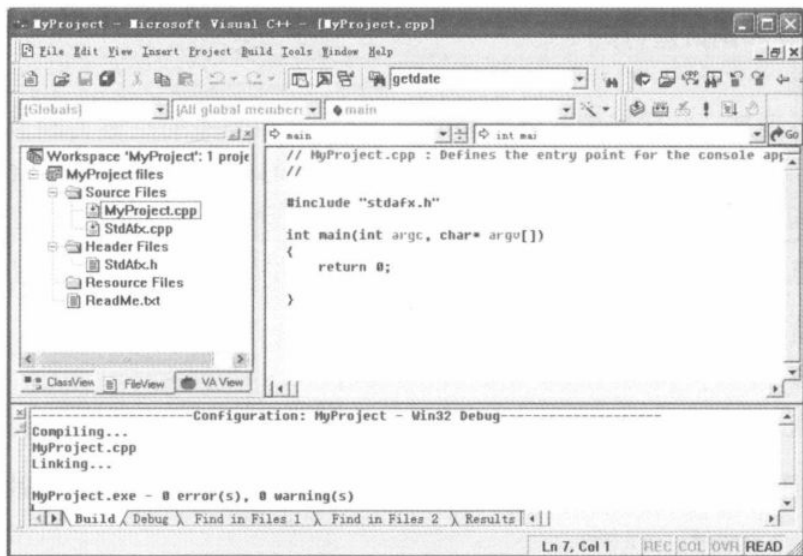 MyProject - Microsoft Visual C++ - [MyProject.cpp]
File Edit View Insert Project Build Tools Window Help
getdate
(Globals) (All global member: main
main int mai Go
Workspace 'MyProject': 1 proje
MyProject files
Source Files
MyProject.cpp
StdAfx.cpp
Header Files
StdAfx.h
Resource Files
ReadMe.txt
ClassView FileView VA View
// MyProject.cpp : Defines the entry point for the console app
//
#include "stdafx.h"
int main(int argc, char* argv[])
{
return 0;
}
--------------------Configuration: MyProject - Win32 Debug--------------------
Compiling...
MyProject.cpp
Linking...
MyProject.exe - 0 error(s), 0 warning(s)
Build Debug Find in Files 1 Find in Files 2 Results
Ln 7, Col 1 REC COL OVR READ